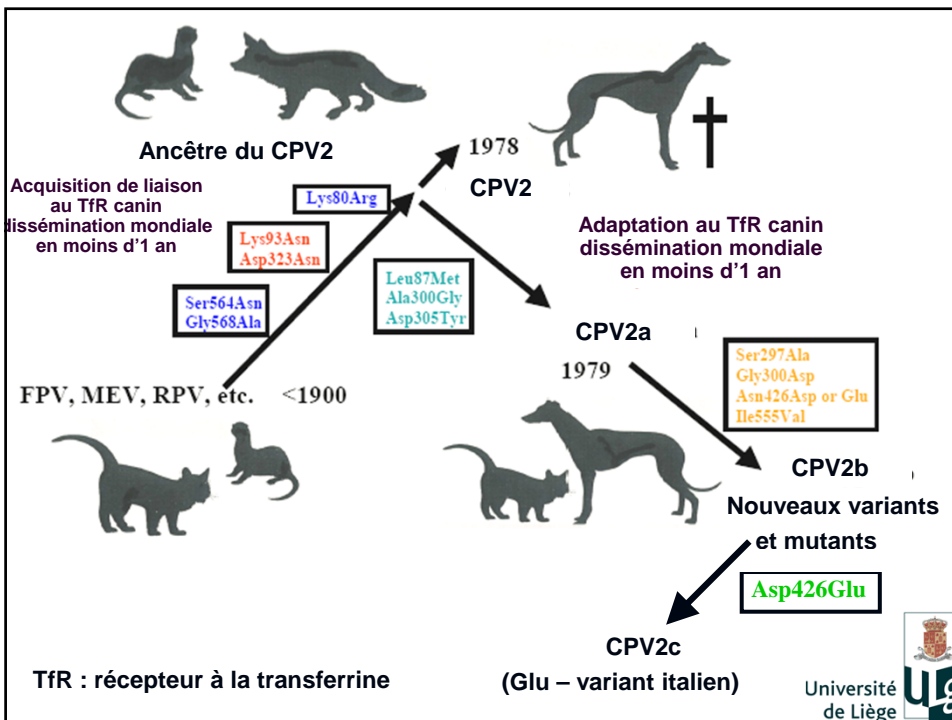 Ancêtre du CPV2
1978
CPV2
Acquisition de liaison
au TfR canin
dissémination mondiale
en moins d'1 an
Lys80Arg
Lys93Asn
Asp323Asn
Ser564Asn
Gly568Ala
Leu87Met
Ala300Gly
Asp305Tyr
Adaptation au TfR canin
dissémination mondiale
en moins d'1 an
CPV2a
1979
Ser297Ala
Gly300Asp
Asn426Asp or Glu
Ile555Val
FPV, MEV, RPV, etc. <1900
CPV2b
Nouveaux variants
et mutants
Asp426Glu
CPV2c
(Glu – variant italien)
TfR : récepteur à la transferrine
Université
de Liège